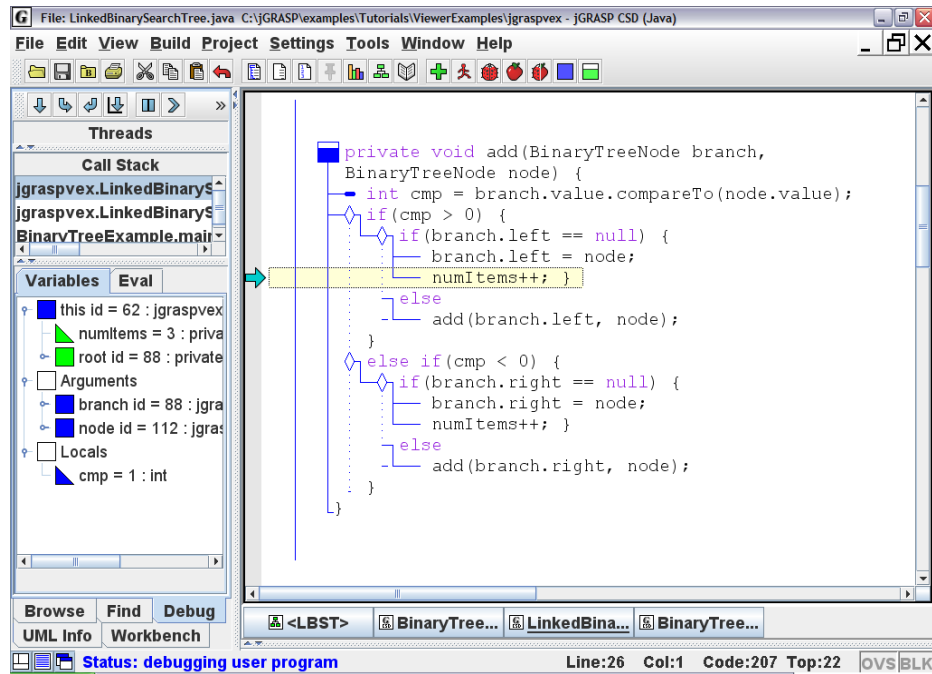 File: LinkedBinarySearchTree.java C:\jGRASP\examples\Tutorials\ViewerExamples\jgraspvex - jGRASP CSD (Java)
File Edit View Build Project Settings Tools Window Help
Threads
Call Stack
jgraspvex.LinkedBinaryS
jgraspvex.LinkedBinaryS
BinaryTreeExample.main
Variables Eval
this id = 62 : jgraspvex
numItems = 3 : priva
root id = 88 : private
Arguments
branch id = 88 : jgra
node id = 112 : jgras
Locals
cmp = 1 : int
Browse Find Debug
UML Info Workbench
private void add(BinaryTreeNode branch,
BinaryTreeNode node) {
int cmp = branch.value.compareTo(node.value);
if(cmp > 0) {
if(branch.left == null) {
branch.left = node;
numItems++; }
else
add(branch.left, node);
}
else if(cmp < 0) {
if(branch.right == null) {
branch.right = node;
numItems++; }
else
add(branch.right, node);
}
}
<LBST> BinaryTree... LinkedBina... BinaryTree...
Status: debugging user program Line:26 Col:1 Code:207 Top:22 OVS BLK